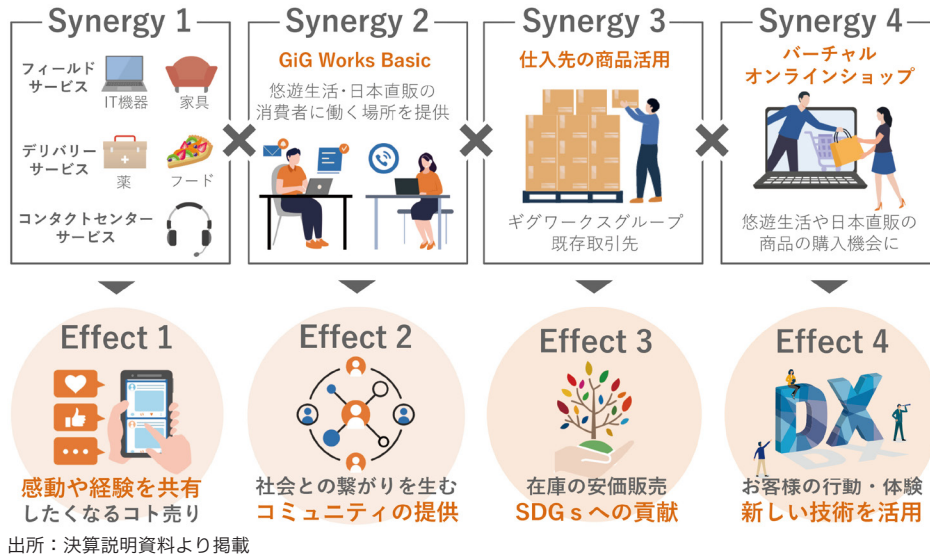 Synergy 1
フィールド
サービス
IT機器
家具
デリバリー
サービス
薬
フード
コンタクトセンター
サービス
Synergy 2
GiG Works Basic
悠遊生活・日本直販の
消費者に働く場所を提供
Synergy 3
仕入先の商品活用
ギグワークスグループ
既存取引先
Synergy 4
バーチャル
オンラインショップ
悠遊生活や日本直販の
商品の購入機会に
Effect 1
感動や経験を共有
したくなるコト売り
Effect 2
社会との繋がりを生む
コミュニティの提供
Effect 3
在庫の安価販売
SDGsへの貢献
Effect 4
DX
お客様の行動・体験
新しい技術を活用
出所：決算説明資料より掲載